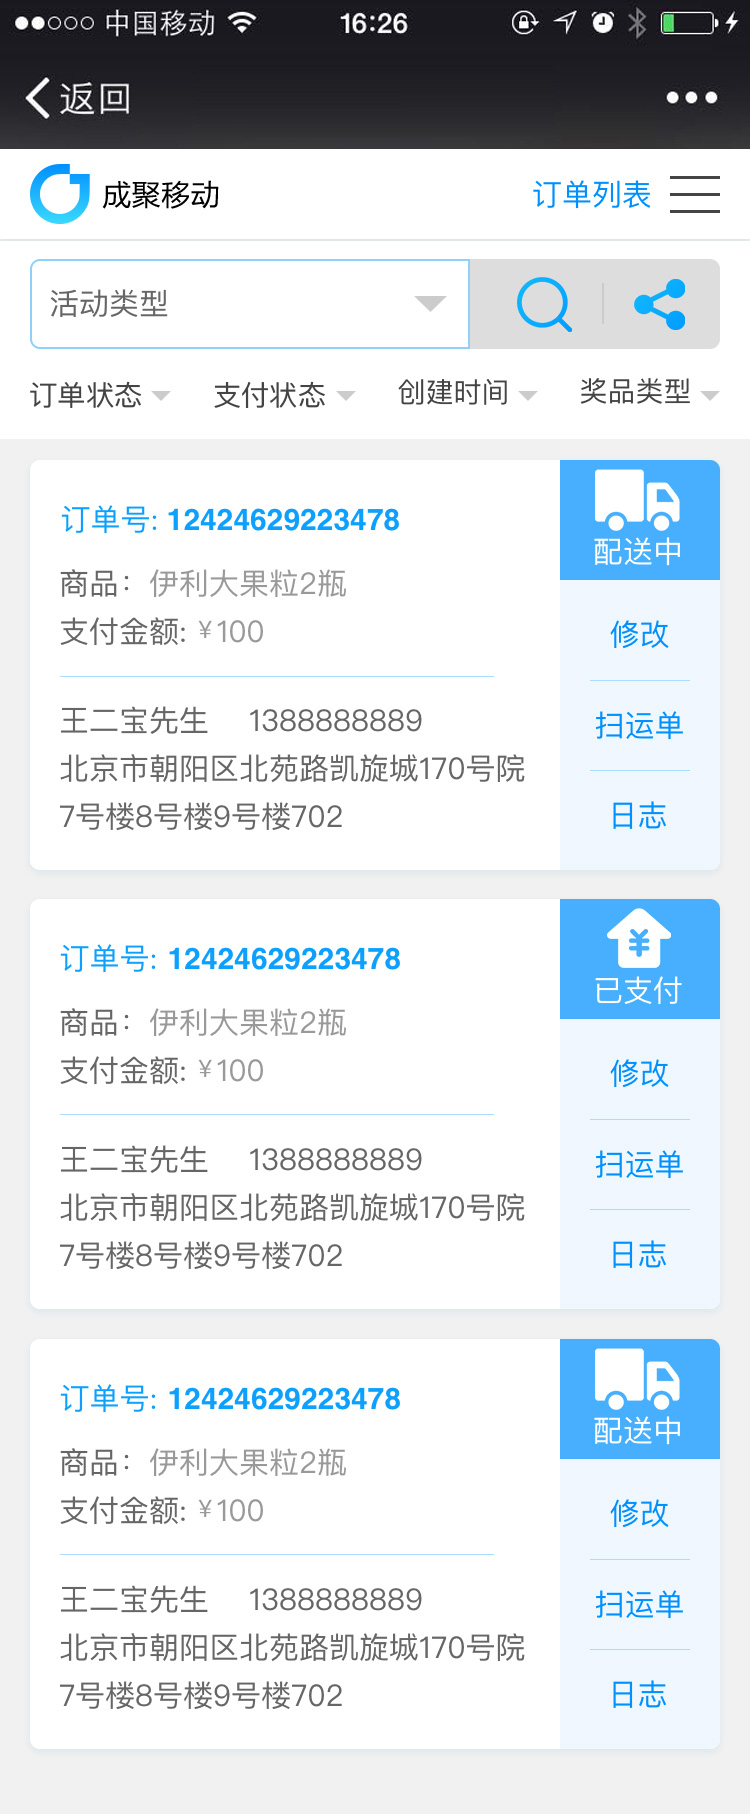 中国移动 16:26
返回
成聚移动 订单列表
活动类型
订单状态 支付状态 创建时间 奖品类型
订单号: 12424629223478
配送中
商品: 伊利大果粒2瓶
支付金额: ¥100
修改
王二宝先生 1388888889
扫运单
北京市朝阳区北苑路凯旋城170号院
7号楼8号楼9号楼702
日志
订单号: 12424629223478
已支付
商品: 伊利大果粒2瓶
支付金额: ¥100
修改
王二宝先生 1388888889
扫运单
北京市朝阳区北苑路凯旋城170号院
7号楼8号楼9号楼702
日志
订单号: 12424629223478
配送中
商品: 伊利大果粒2瓶
支付金额: ¥100
修改
王二宝先生 1388888889
扫运单
北京市朝阳区北苑路凯旋城170号院
7号楼8号楼9号楼702
日志